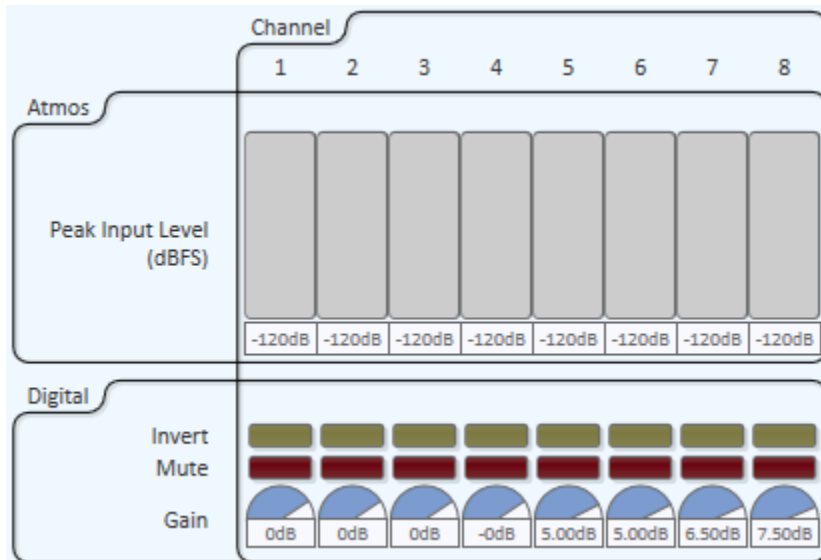 Channel
1 2 3 4 5 6 7 8
Atmos
Peak Input Level
(dBFS)
-120dB -120dB -120dB -120dB -120dB -120dB -120dB -120dB
Digital
Invert
Mute
Gain
0dB 0dB 0dB -0dB 5.00dB 5.00dB 6.50dB 7.50dB